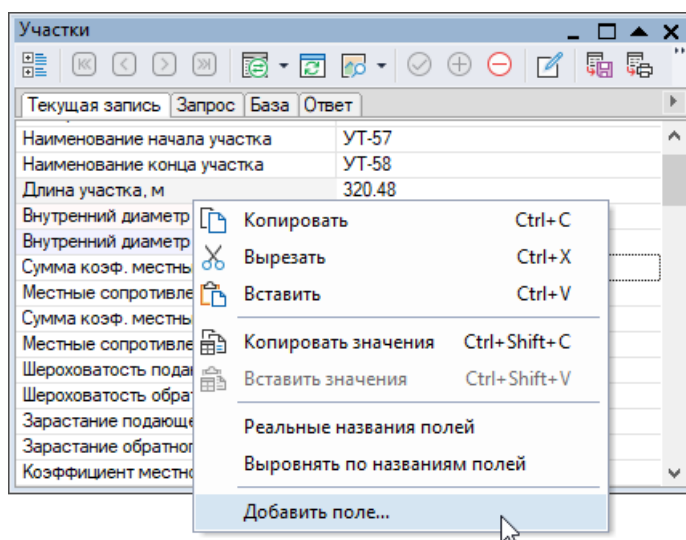 Участки
Текущая запись Запрос База Ответ
Наименование начала участка УТ-57
Наименование конца участка УТ-58
Длина участка, м 320.48
Внутренний диаметр
Внутренний диаметр
Сумма коэф. местны
Местные сопротивле
Сумма коэф. местны
Местные сопротивле
Шероховатость пода
Шероховатость обра
Зарастание подающе
Зарастание обратног
Коэффициент местно
Копировать Ctrl+C
Вырезать Ctrl+X
Вставить Ctrl+V
Копировать значения Ctrl+Shift+C
Вставить значения Ctrl+Shift+V
Реальные названия полей
Выровнять по названиям полей
Добавить поле...